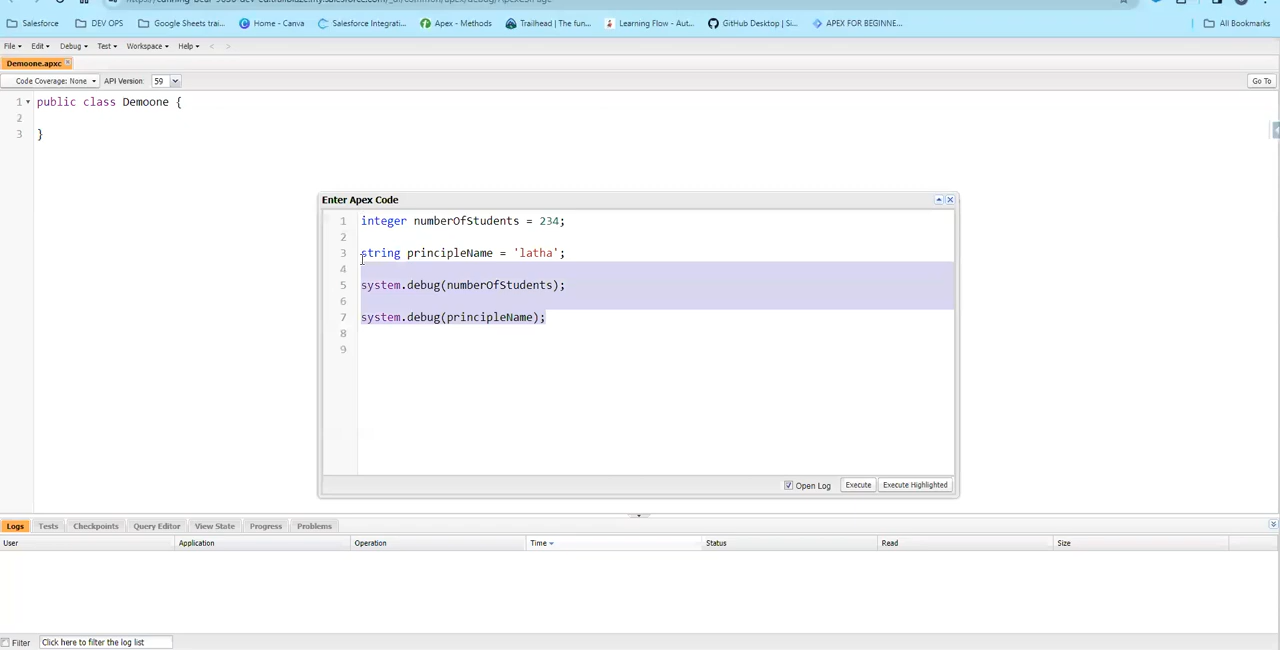 Salesforce DEV OPS Google Sheets trai... Home - Canva Salesforce Integrati... Apex - Methods Trailhead | The fun... Learning Flow - Aut... GitHub Desktop | Si... APEX FOR BEGINNE... All Bookmarks
File Edit Debug Test Workspace Help < >
Demoone.apxc
Code Coverage: None API Version: 59 Go To
1 public class Demoone {
2
3 }
Enter Apex Code
1 integer numberOfStudents = 234;
2
3 string principleName = 'latha';
4
5 system.debug(numberOfStudents);
6
7 system.debug(principleName);
8
9
Open Log Execute Execute Highlighted
Logs Tests Checkpoints Query Editor View State Progress Problems
User Application Operation Time Status Read Size
Filter Click here to filter the log list